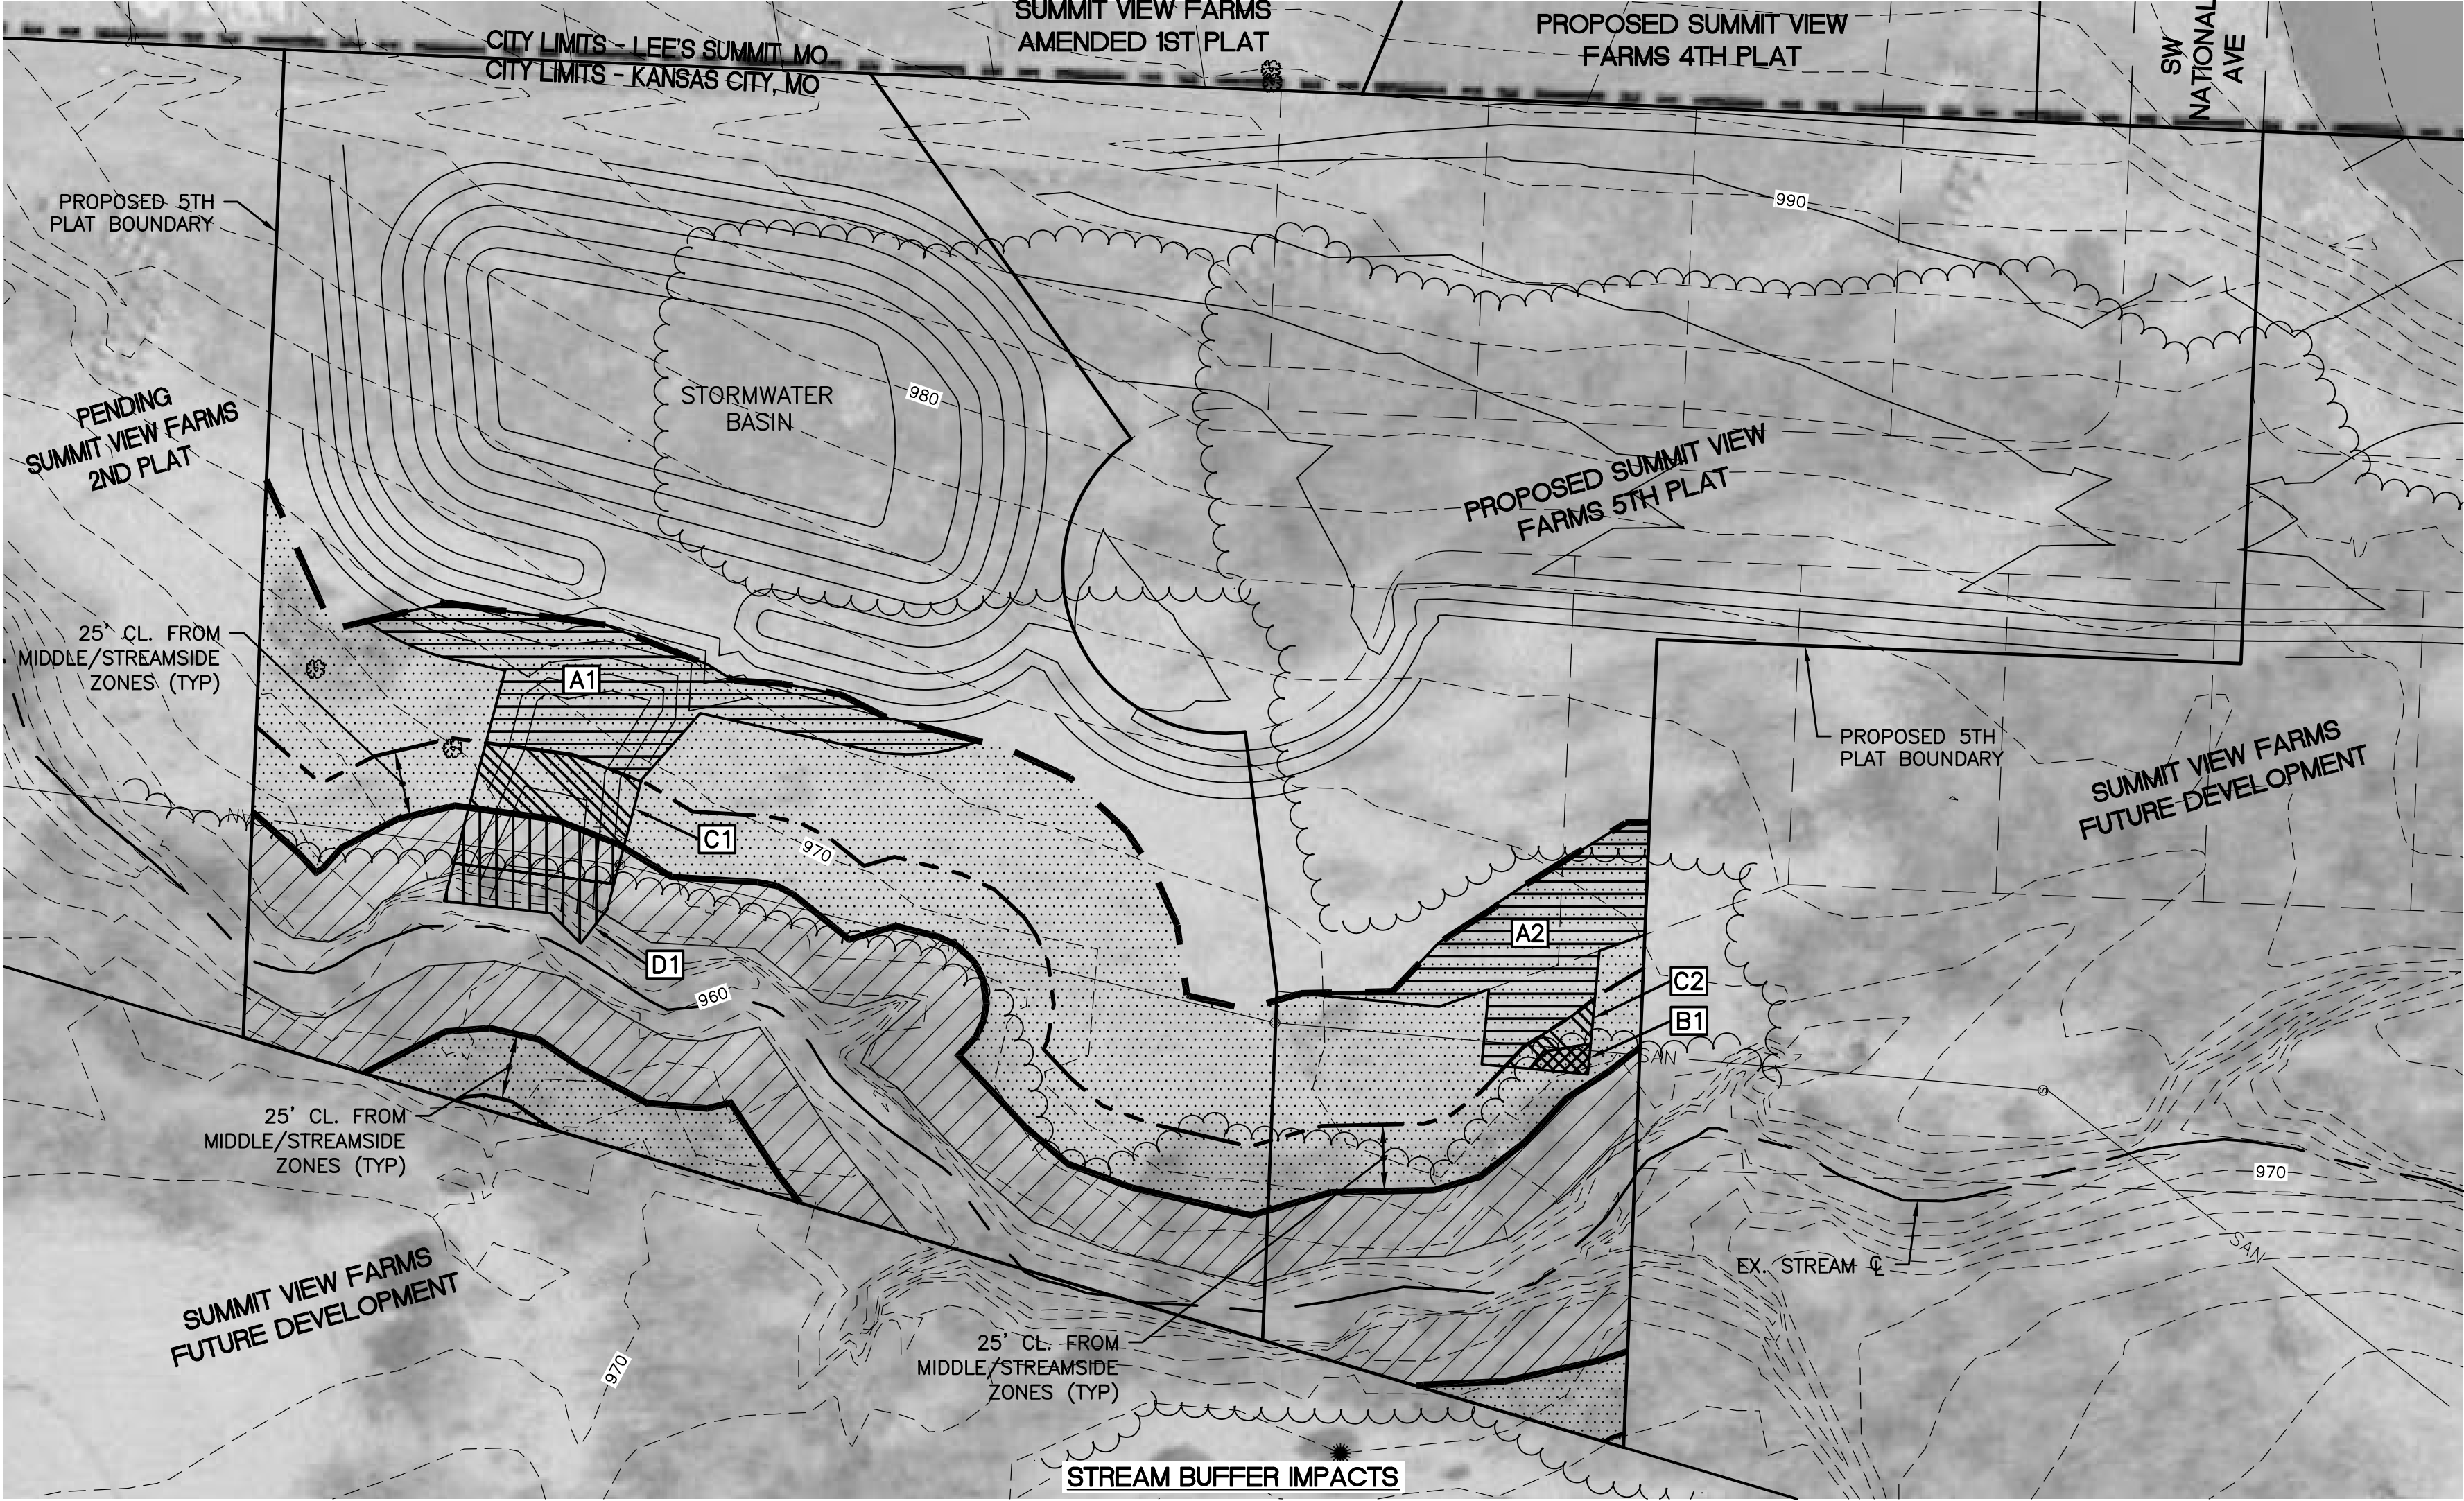 SUMMIT VIEW FARMS
AMENDED 1ST PLAT
PROPOSED SUMMIT VIEW
FARMS 4TH PLAT
SW
NATIONAL
AVE
CITY LIMITS - LEE'S SUMMIT, MO
CITY LIMITS - KANSAS CITY, MO
PROPOSED 5TH
PLAT BOUNDARY
990
STORMWATER
BASIN
980
PENDING
SUMMIT VIEW FARMS
2ND PLAT
PROPOSED SUMMIT VIEW
FARMS 5TH PLAT
25' CL. FROM
MIDDLE/STREAMSIDE
ZONES (TYP)
A1
PROPOSED 5TH
PLAT BOUNDARY
SUMMIT VIEW FARMS
FUTURE DEVELOPMENT
C1
970
A2
D1
C2
960
B1
SAN
S
25' CL. FROM
MIDDLE/STREAMSIDE
ZONES (TYP)
970
SAN
EX. STREAM ℄
SUMMIT VIEW FARMS
FUTURE DEVELOPMENT
25' CL. FROM
MIDDLE/STREAMSIDE
ZONES (TYP)
970
STREAM BUFFER IMPACTS